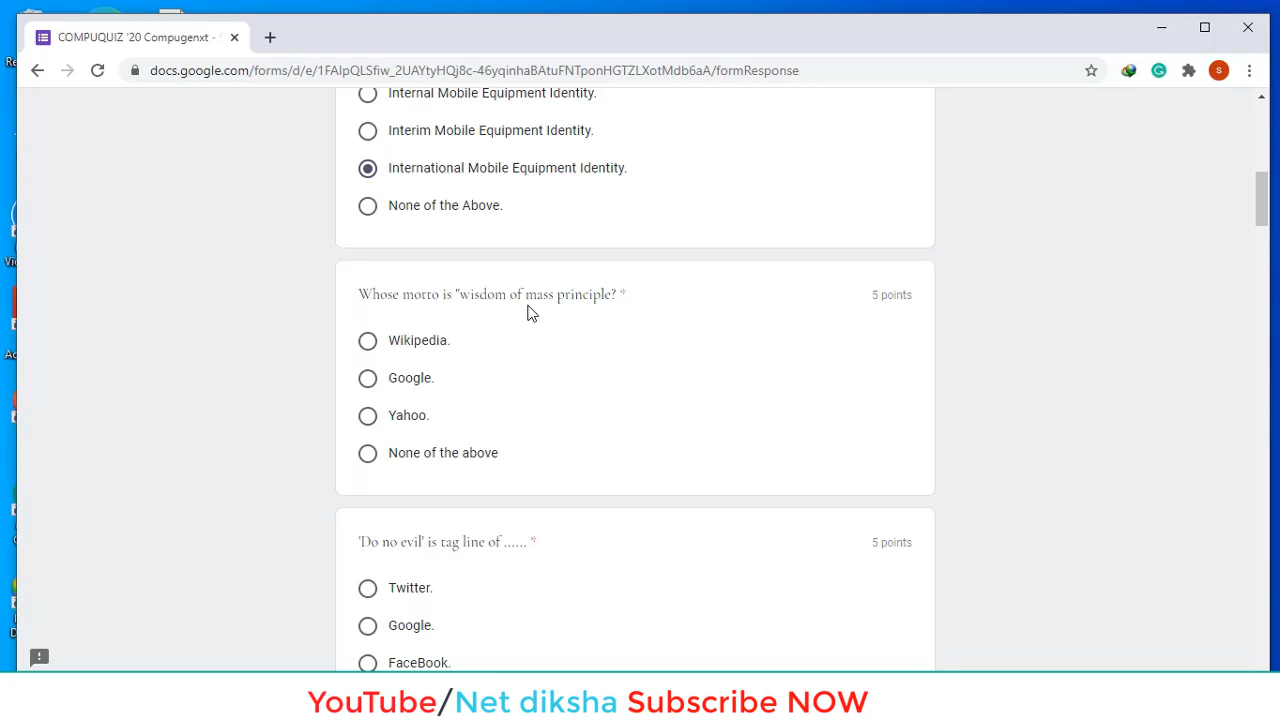 COMPUQUIZ '20 Compugenxt -
docs.google.com/forms/d/e/1FAIpQLSfiw_2UAYtyHOj8c-46yqinhaBAtuFNTponHGTZLXotMdb6aA/formResponse
S
Internal Mobile Equipment Identity.
Interim Mobile Equipment Identity.
International Mobile Equipment Identity.
None of the Above.
Whose motto is "wisdom of mass principle? *
5 points
Wikipedia.
Google.
Yahoo.
None of the above
'Do no evil' is tag line of ...... *
5 points
Twitter.
Google.
FaceBook.
YouTube/Net diksha Subscribe NOW